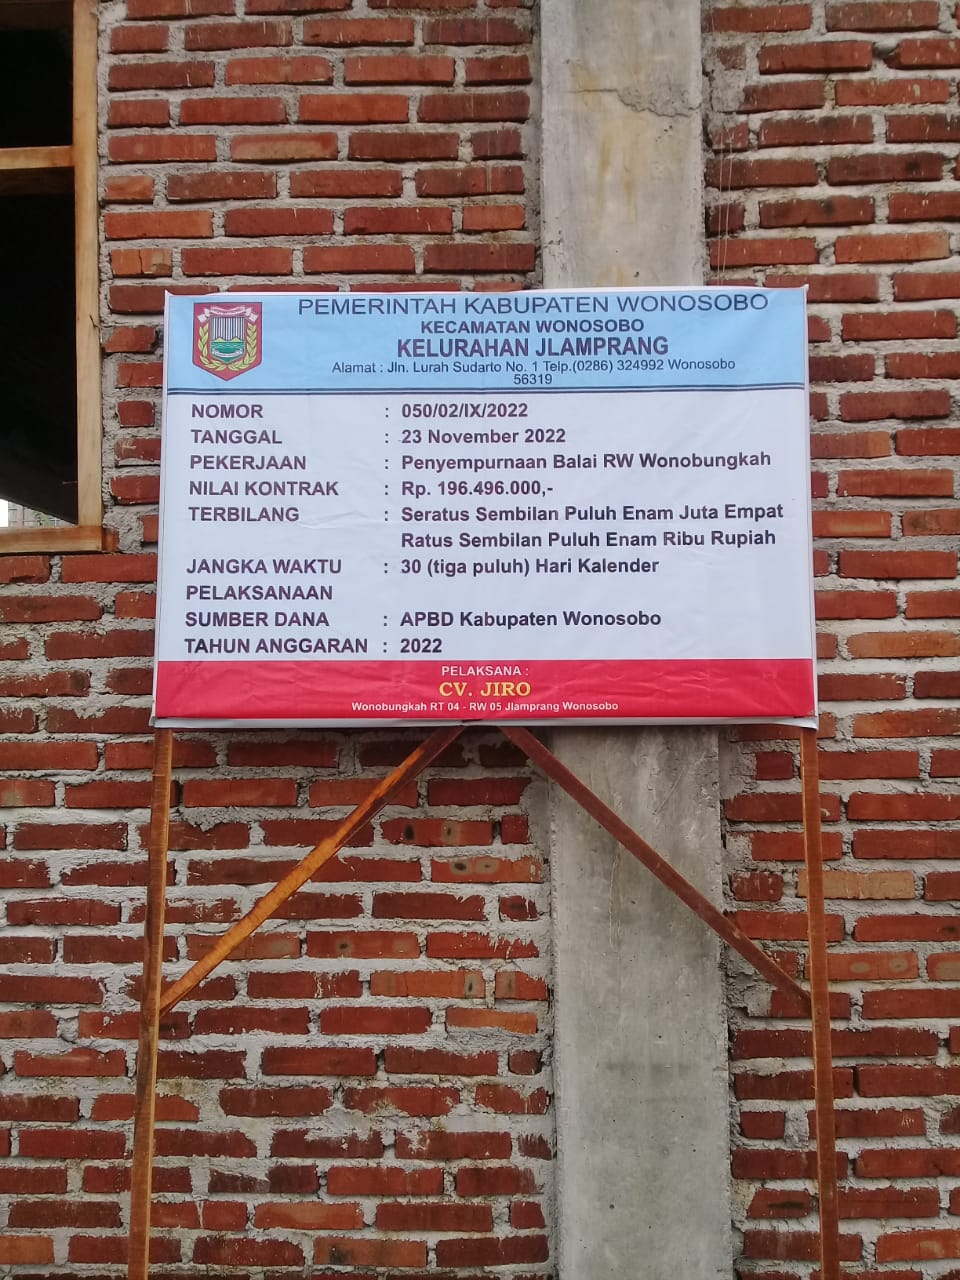 PEMERINTAH KABUPATEN WONOSOBO
KECAMATAN WONOSOBO
KELURAHAN JLAMPRANG
Alamat : Jln. Lurah Sudarto No. 1 Telp.(0286) 324992 Wonosobo
56319
NOMOR : 050/02/IX/2022
TANGGAL : 23 November 2022
PEKERJAAN : Penyempurnaan Balai RW Wonobungkah
NILAI KONTRAK : Rp. 196.496.000,-
TERBILANG : Seratus Sembilan Puluh Enam Juta Empat
Ratus Sembilan Puluh Enam Ribu Rupiah
JANGKA WAKTU : 30 (tiga puluh) Hari Kalender
PELAKSANAAN
SUMBER DANA : APBD Kabupaten Wonosobo
TAHUN ANGGARAN : 2022
PELAKSANA :
CV. JIRO
Wonobungkah RT 04 - RW 05 Jlamprang Wonosobo